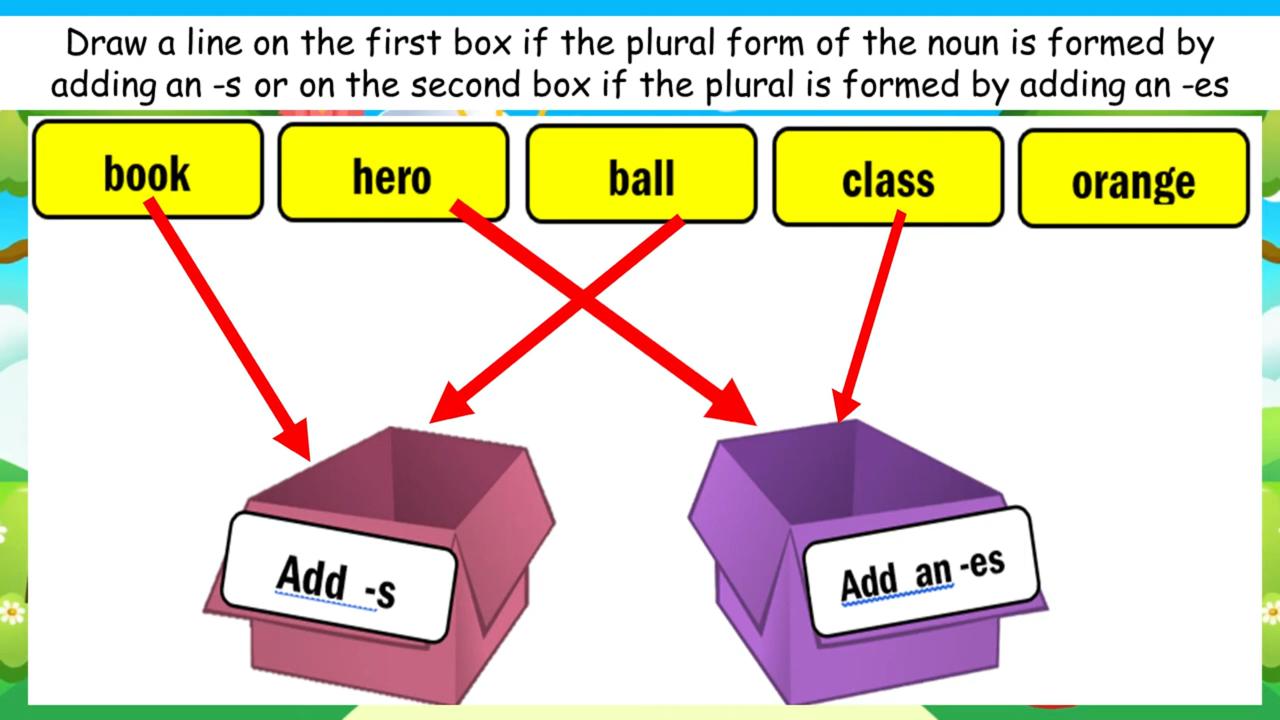 Draw a line on the first box if the plural form of the noun is formed by
adding an -s or on the second box if the plural is formed by adding an -es
book hero ball class orange
Add -s
Add an -es